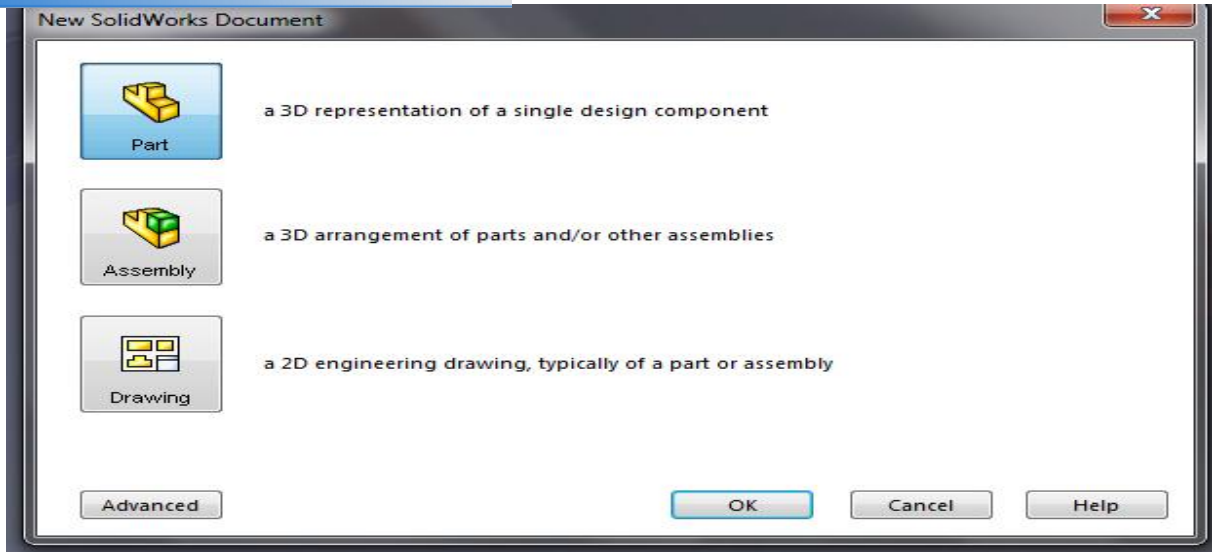 New SolidWorks Document
a 3D representation of a single design component
Part
a 3D arrangement of parts and/or other assemblies
Assembly
a 2D engineering drawing, typically of a part or assembly
Drawing
Advanced
OK
Cancel
Help